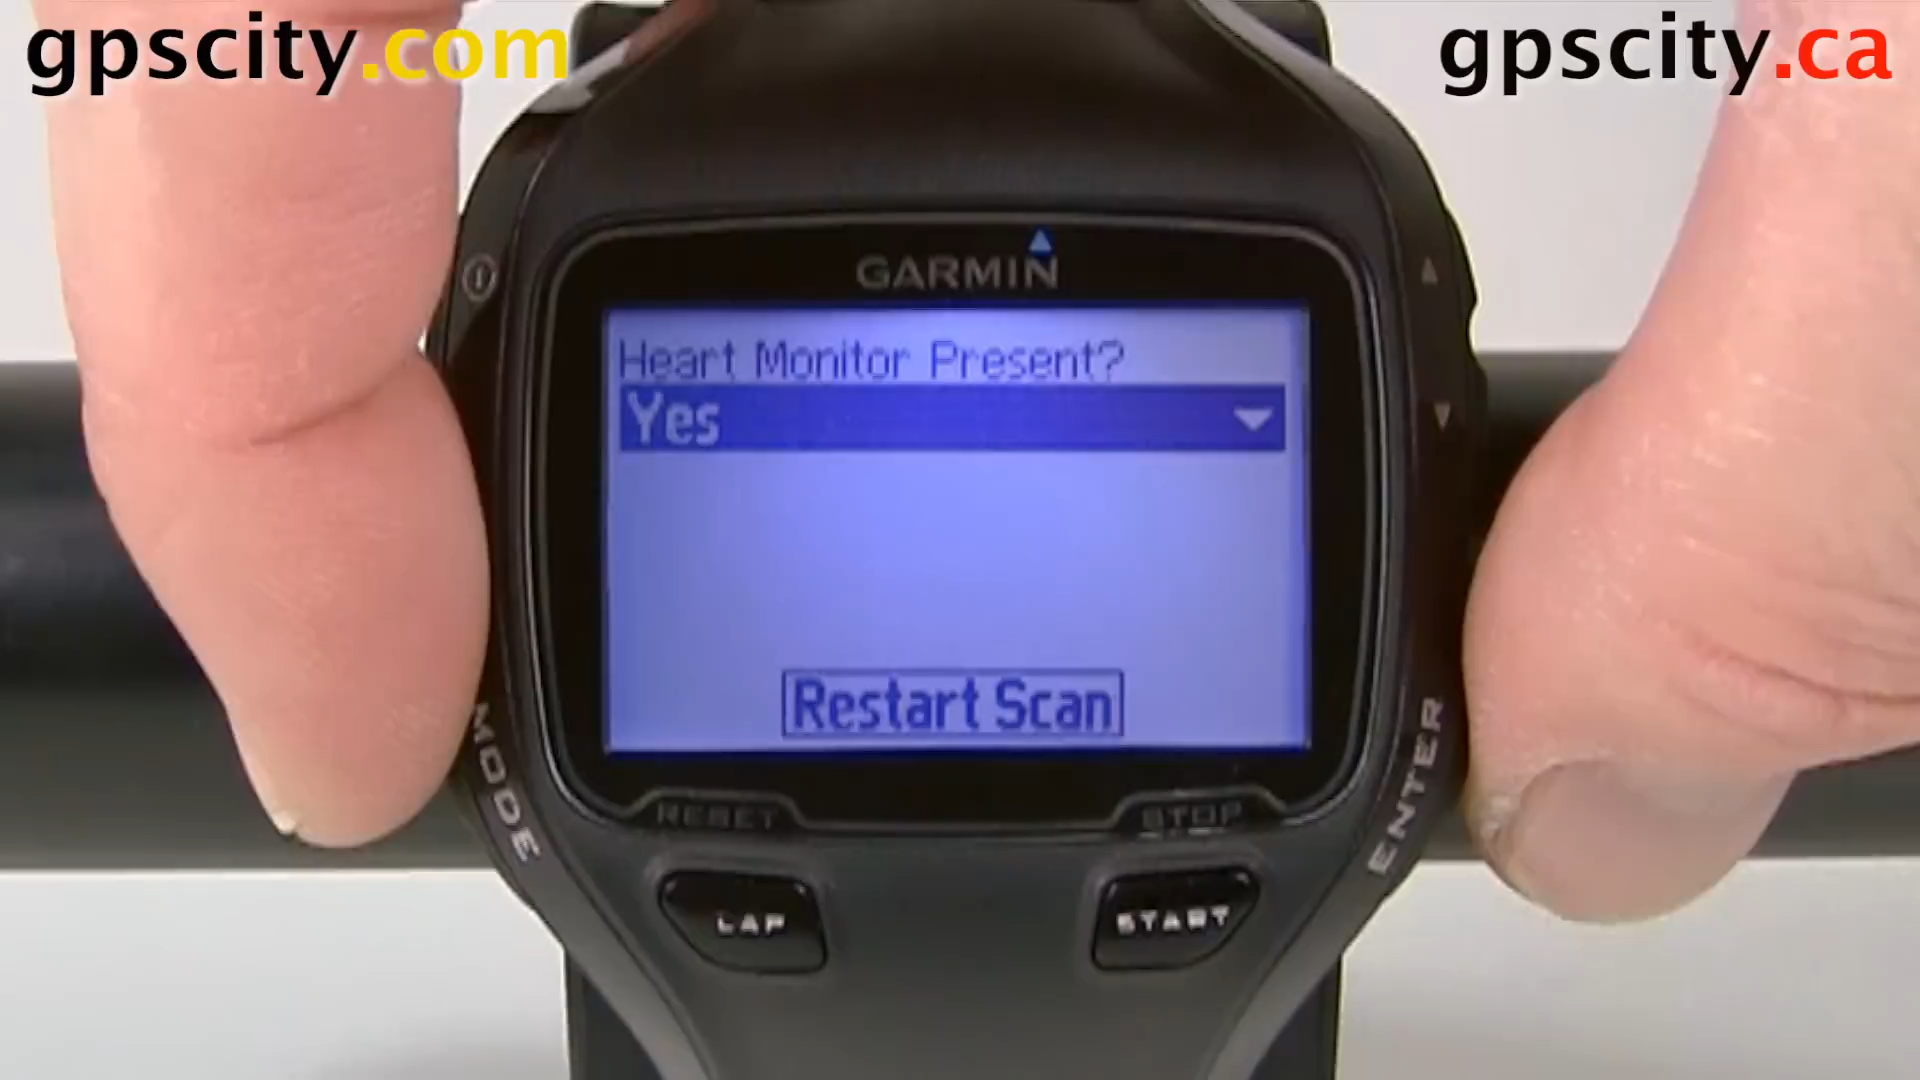 gpscity.com
gpscity.ca
GARMIN
Heart Monitor Present?
Yes
Restart Scan
MODE
RESET
STOP
ENTER
LAP
START